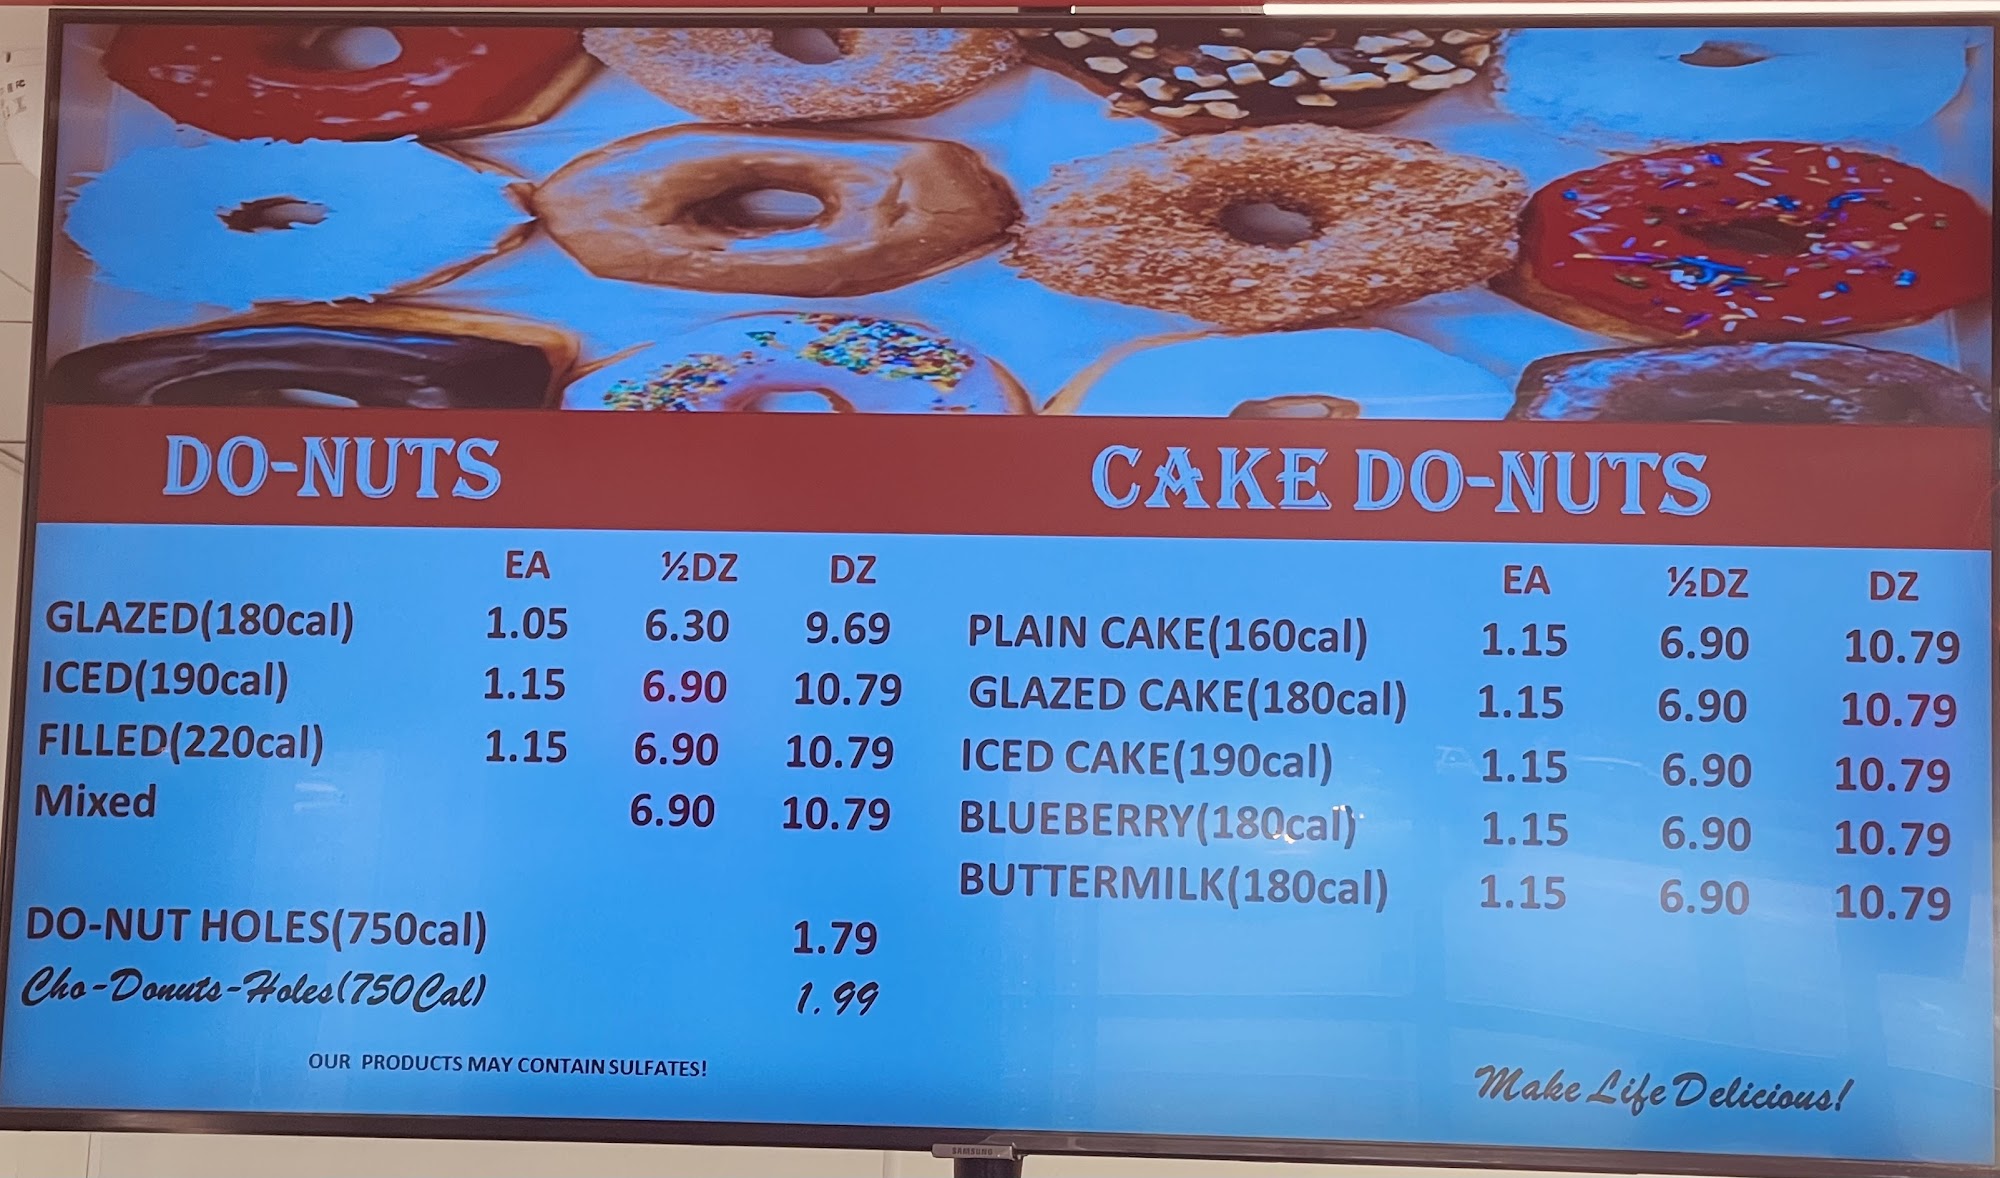 DO-NUTS
EA ½DZ DZ
GLAZED(180cal) 1.05 6.30 9.69
ICED(190cal) 1.15 6.90 10.79
FILLED(220cal) 1.15 6.90 10.79
Mixed 6.90 10.79
DO-NUT HOLES(750cal) 1.79
Cho-Donuts-Holes(750Cal) 1.99
OUR PRODUCTS MAY CONTAIN SULFATES!
CAKE DO-NUTS
EA ½DZ DZ
PLAIN CAKE(160cal) 1.15 6.90 10.79
GLAZED CAKE(180cal) 1.15 6.90 10.79
ICED CAKE(190cal) 1.15 6.90 10.79
BLUEBERRY(180cal) 1.15 6.90 10.79
BUTTERMILK(180cal) 1.15 6.90 10.79
Make Life Delicious!
SAMSUNG